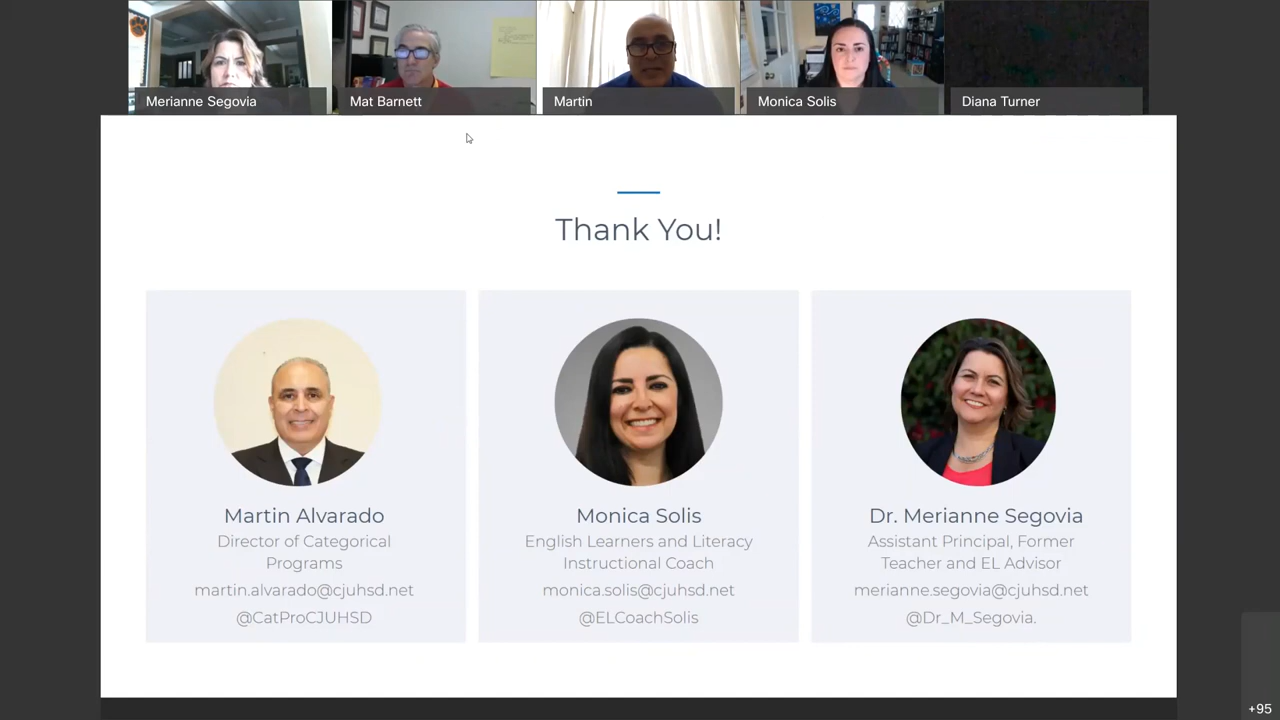 Merianne Segovia
Mat Barnett
Martin
Monica Solis
Diana Turner
Thank You!
Martin Alvarado
Director of Categorical
Programs
martin.alvarado@cjuhsd.net
@CatProCJUHSD
Monica Solis
English Learners and Literacy
Instructional Coach
monica.solis@cjuhsd.net
@ELCoachSolis
Dr. Merianne Segovia
Assistant Principal, Former
Teacher and EL Advisor
merianne.segovia@cjuhsd.net
@Dr_M_Segovia.
+95